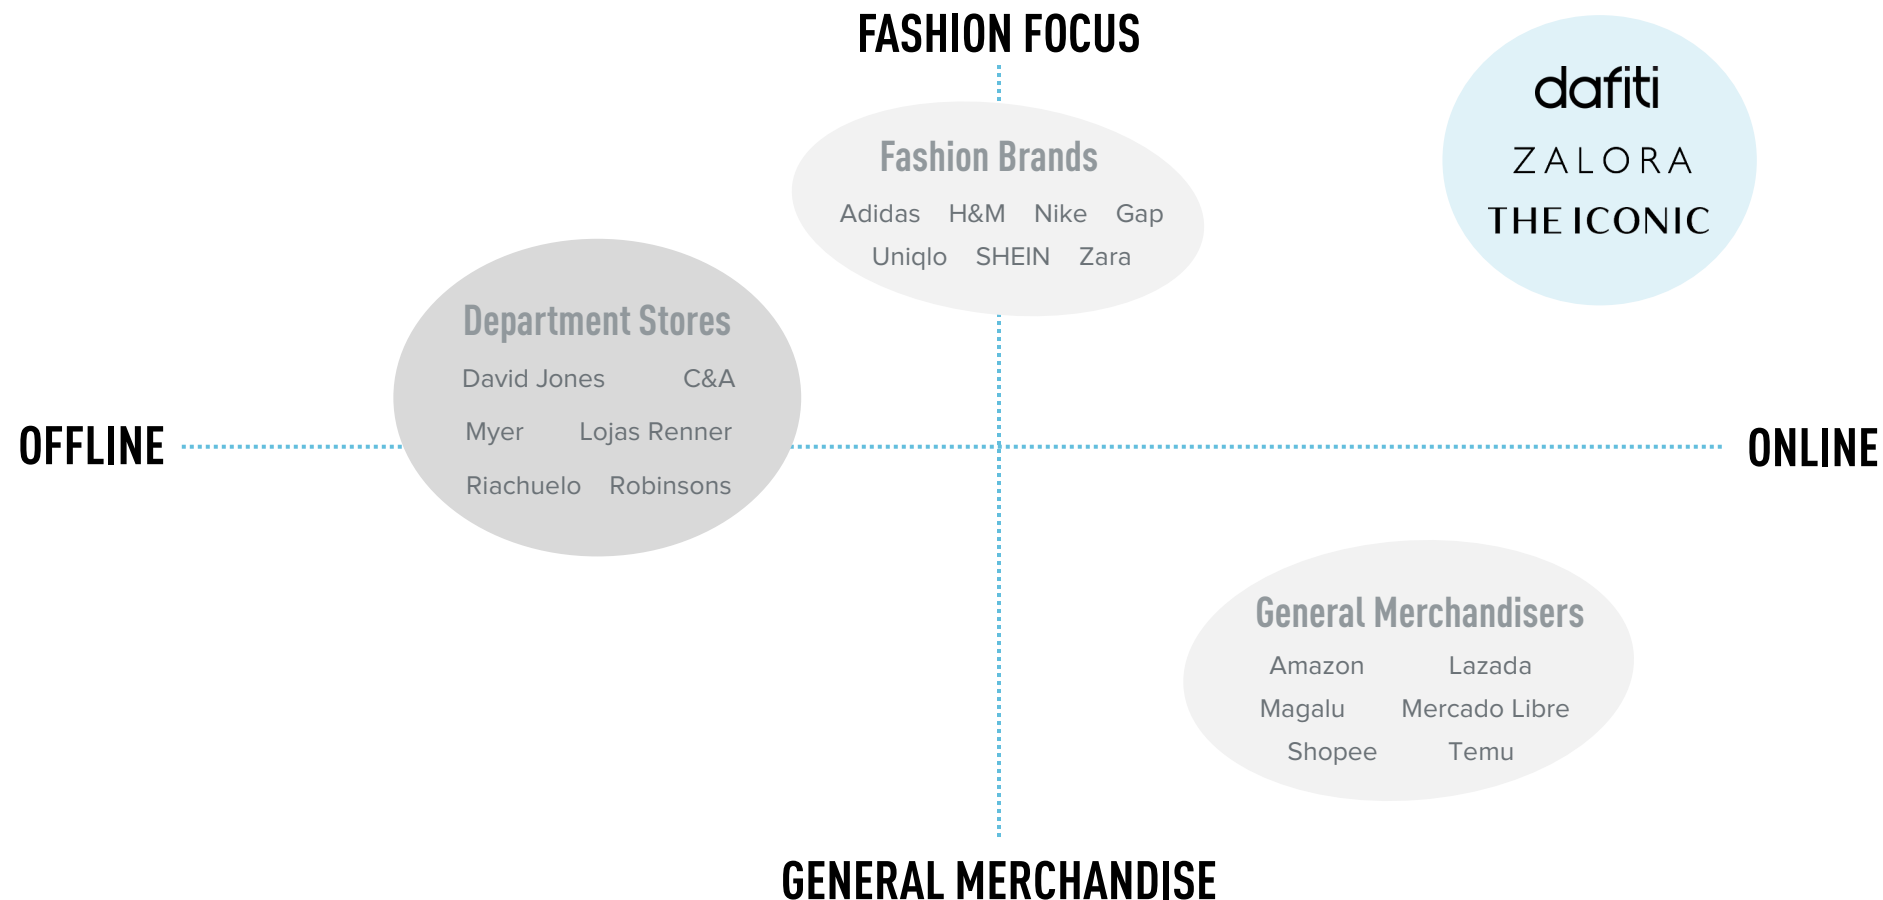 FASHION FOCUS
dafiti
ZALORA
THE ICONIC
Fashion Brands
Adidas H&M Nike Gap
Uniqlo SHEIN Zara
Department Stores
David Jones C&A
Myer Lojas Renner
Riachuelo Robinsons
OFFLINE
ONLINE
General Merchandisers
Amazon Lazada
Magalu Mercado Libre
Shopee Temu
GENERAL MERCHANDISE